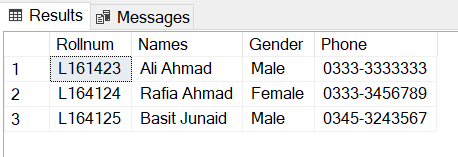 Results Messages
Rollnum Names Gender Phone
1 L161423 Ali Ahmad Male 0333-3333333
2 L164124 Rafia Ahmad Female 0333-3456789
3 L164125 Basit Junaid Male 0345-3243567